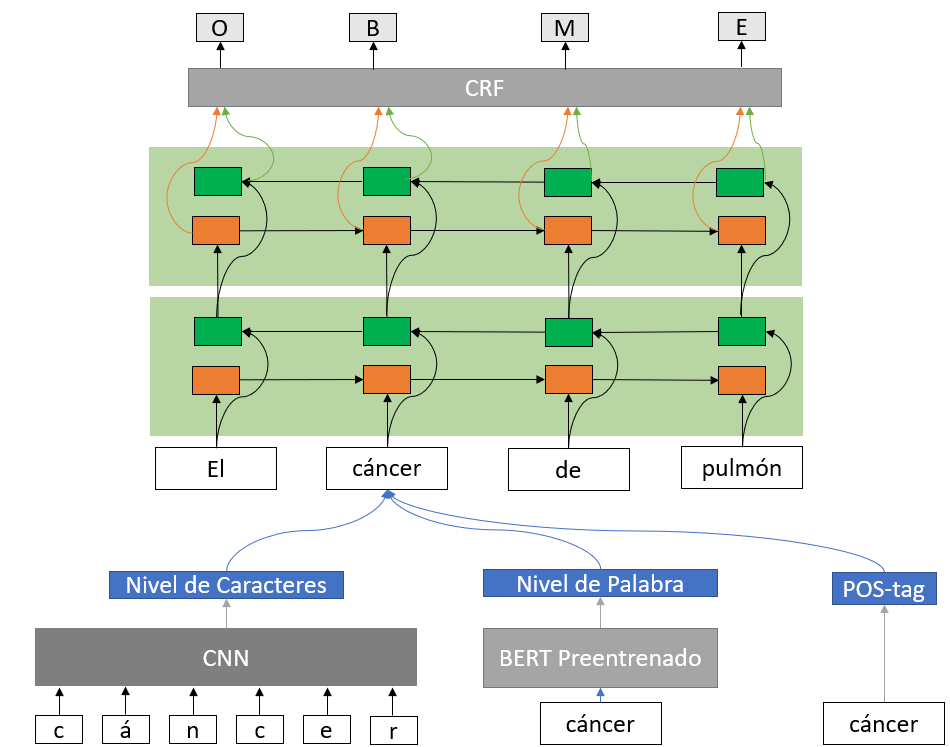 O B M E
CRF
El cáncer de pulmón
Nivel de Caracteres Nivel de Palabra POS-tag
CNN BERT Preentrenado
c á n c e r cáncer cáncer